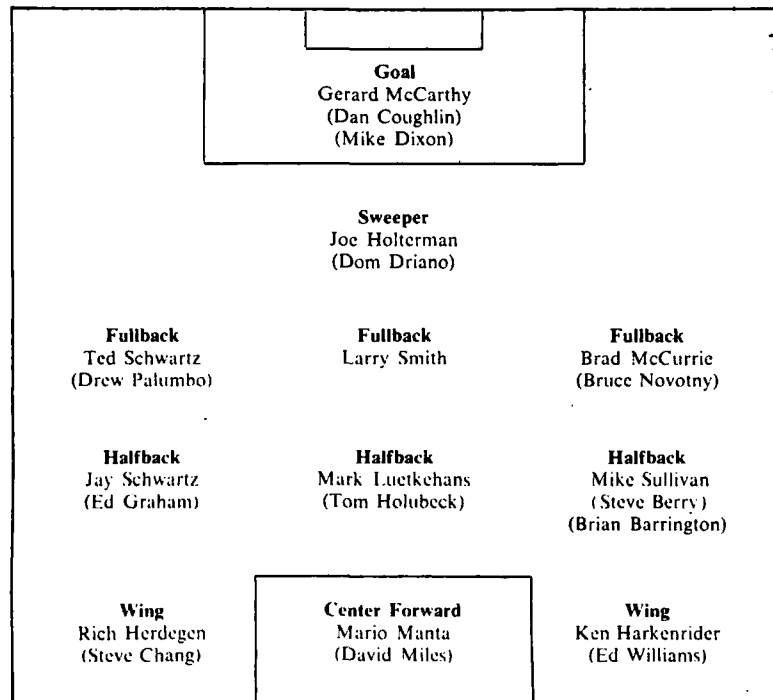 Goal
Gerard McCarthy
(Dan Coughlin)
(Mike Dixon)
Sweeper
Joe Holterman
(Dom Driano)
Fullback
Ted Schwartz
(Drew Palumbo)
Fullback
Larry Smith
Fullback
Brad McCurrie
(Bruce Novotny)
Halfback
Jay Schwartz
(Ed Graham)
Halfback
Mark Luetkehans
(Tom Holubeck)
Halfback
Mike Sullivan
(Steve Berry)
(Brian Barrington)
Wing
Rich Herdegen
(Steve Chang)
Center Forward
Mario Manta
(David Miles)
Wing
Ken Harkenrider
(Ed Williams)